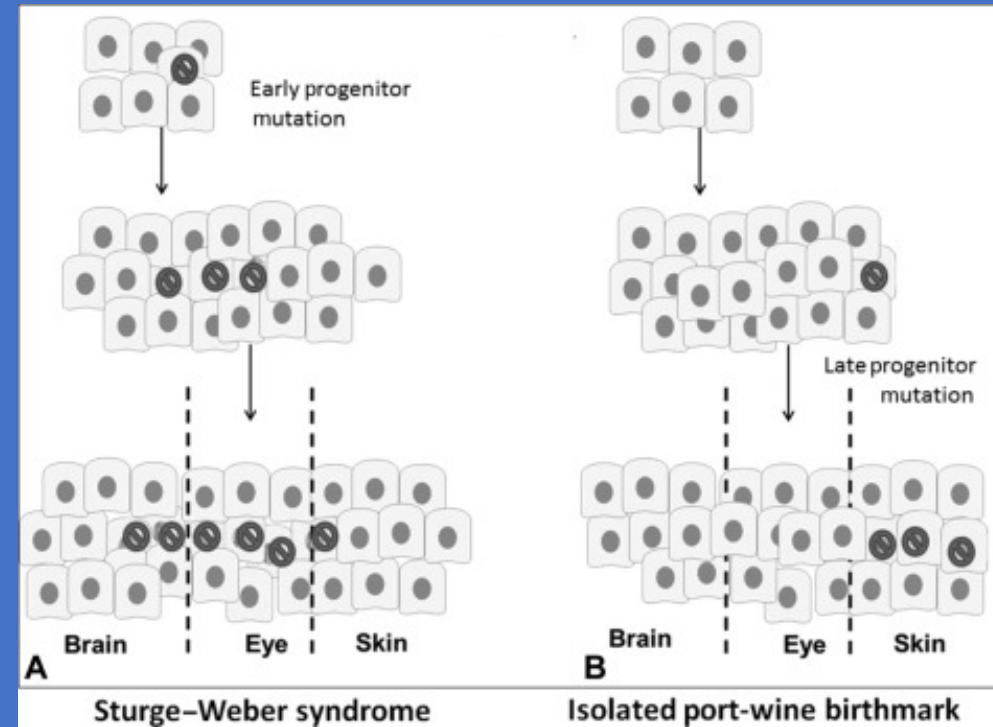 Early progenitor
mutation
Late progenitor
mutation
Brain Eye Skin
A
Brain Eye Skin
B
Sturge–Weber syndrome
Isolated port-wine birthmark